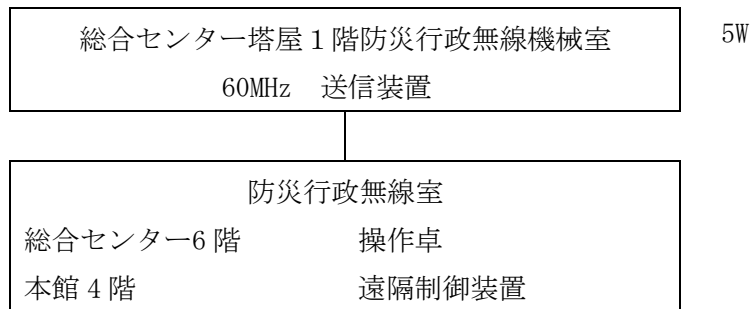 総合センター塔屋１階防災行政無線機械室 5W
60MHz 送信装置
防災行政無線室
総合センター6 階 操作卓
本館 4 階 遠隔制御装置